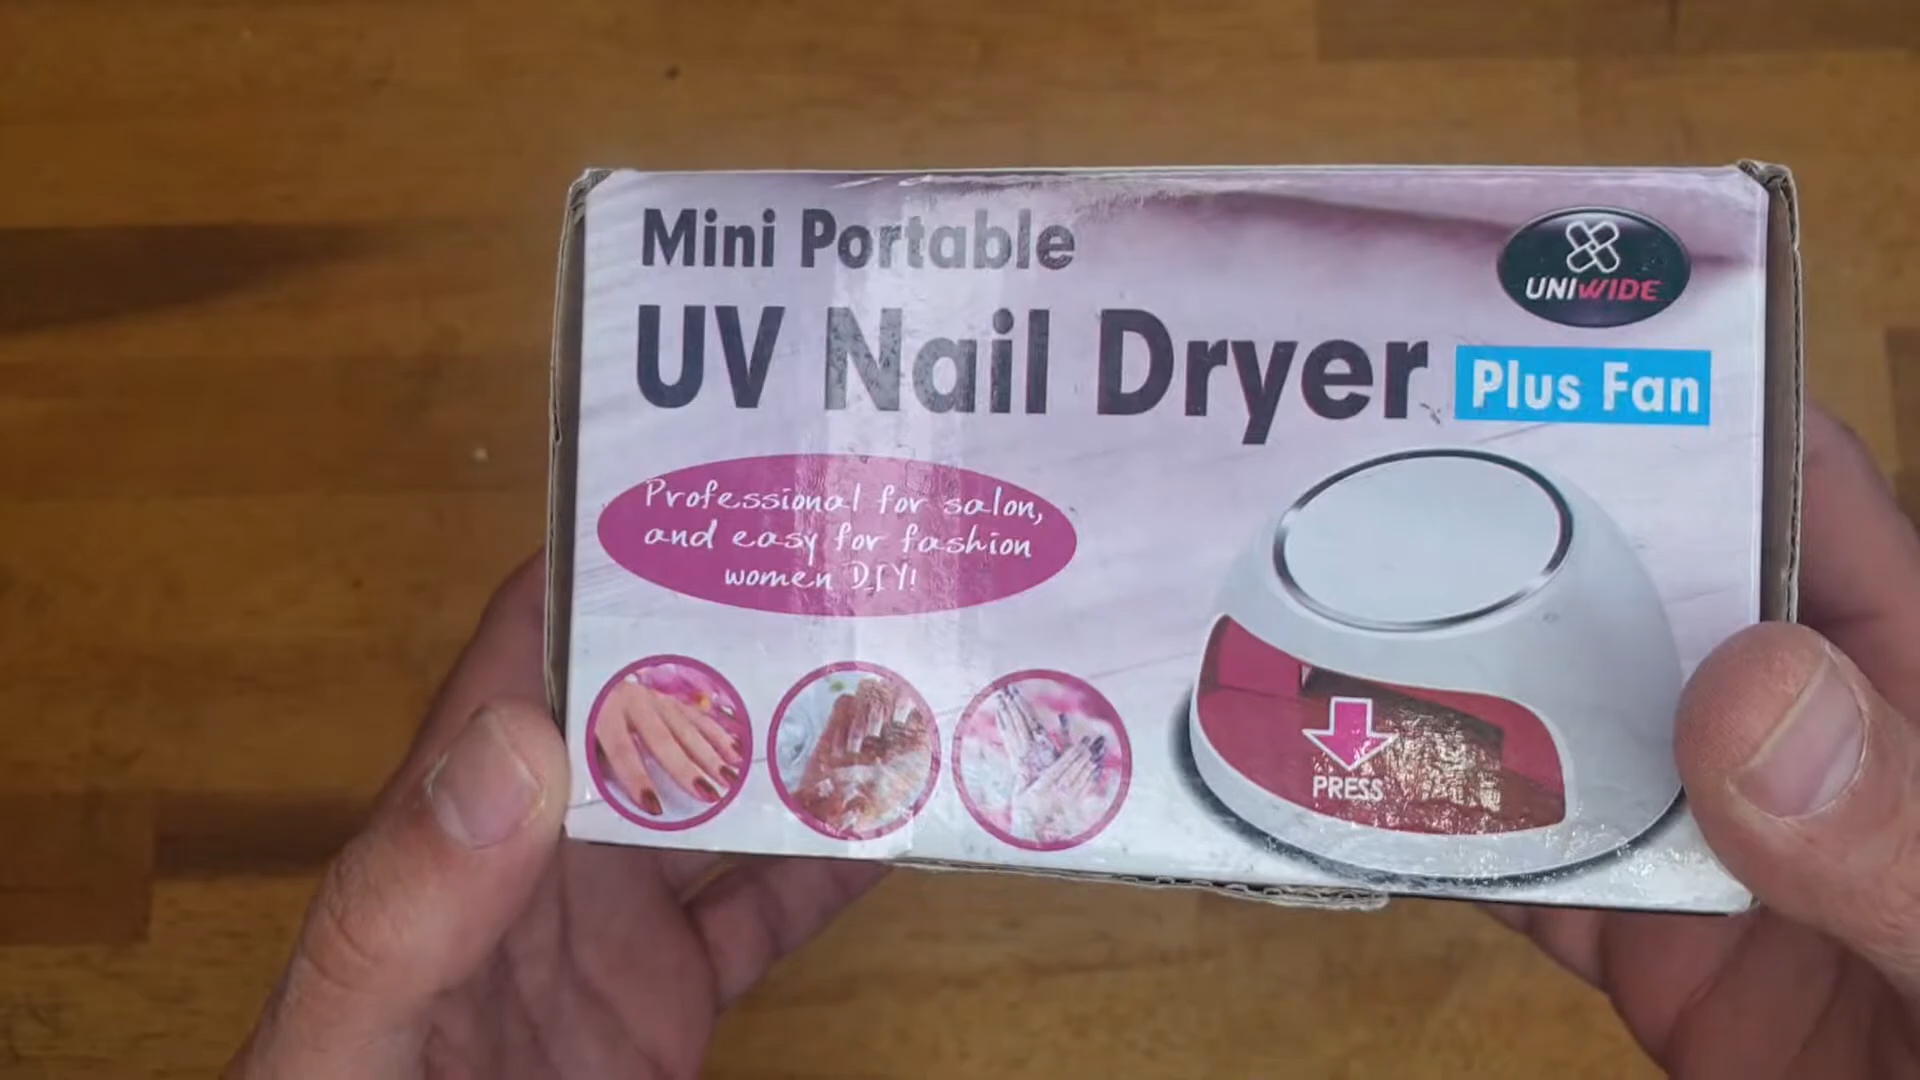 Mini Portable
UNIWIDE
UV Nail Dryer
Plus Fan
Professional for salon,
and easy for fashion
women DIY!
PRESS